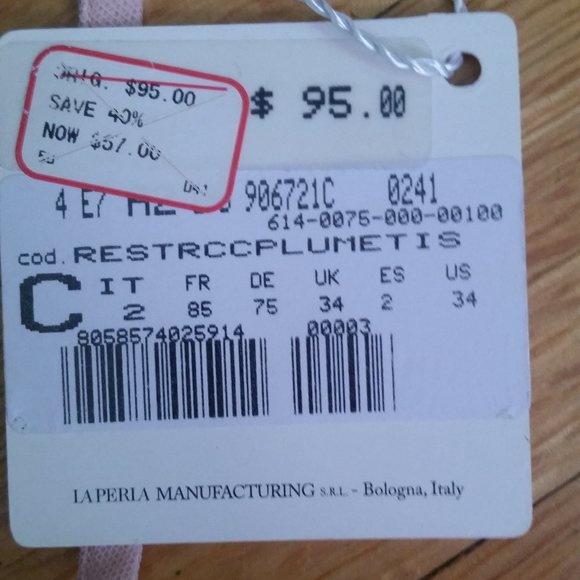 ORIG. $95.00
SAVE 40%
NOW $57.00
$ 95.00
4 E7 906721C 0241
614-0075-000-00100
cod. RESTRCCPLUMETIS
C IT FR DE UK ES US
2 85 75 34 2 34
8058574025914 00003
LA PERLA MANUFACTURING S.R.L. - Bologna, Italy